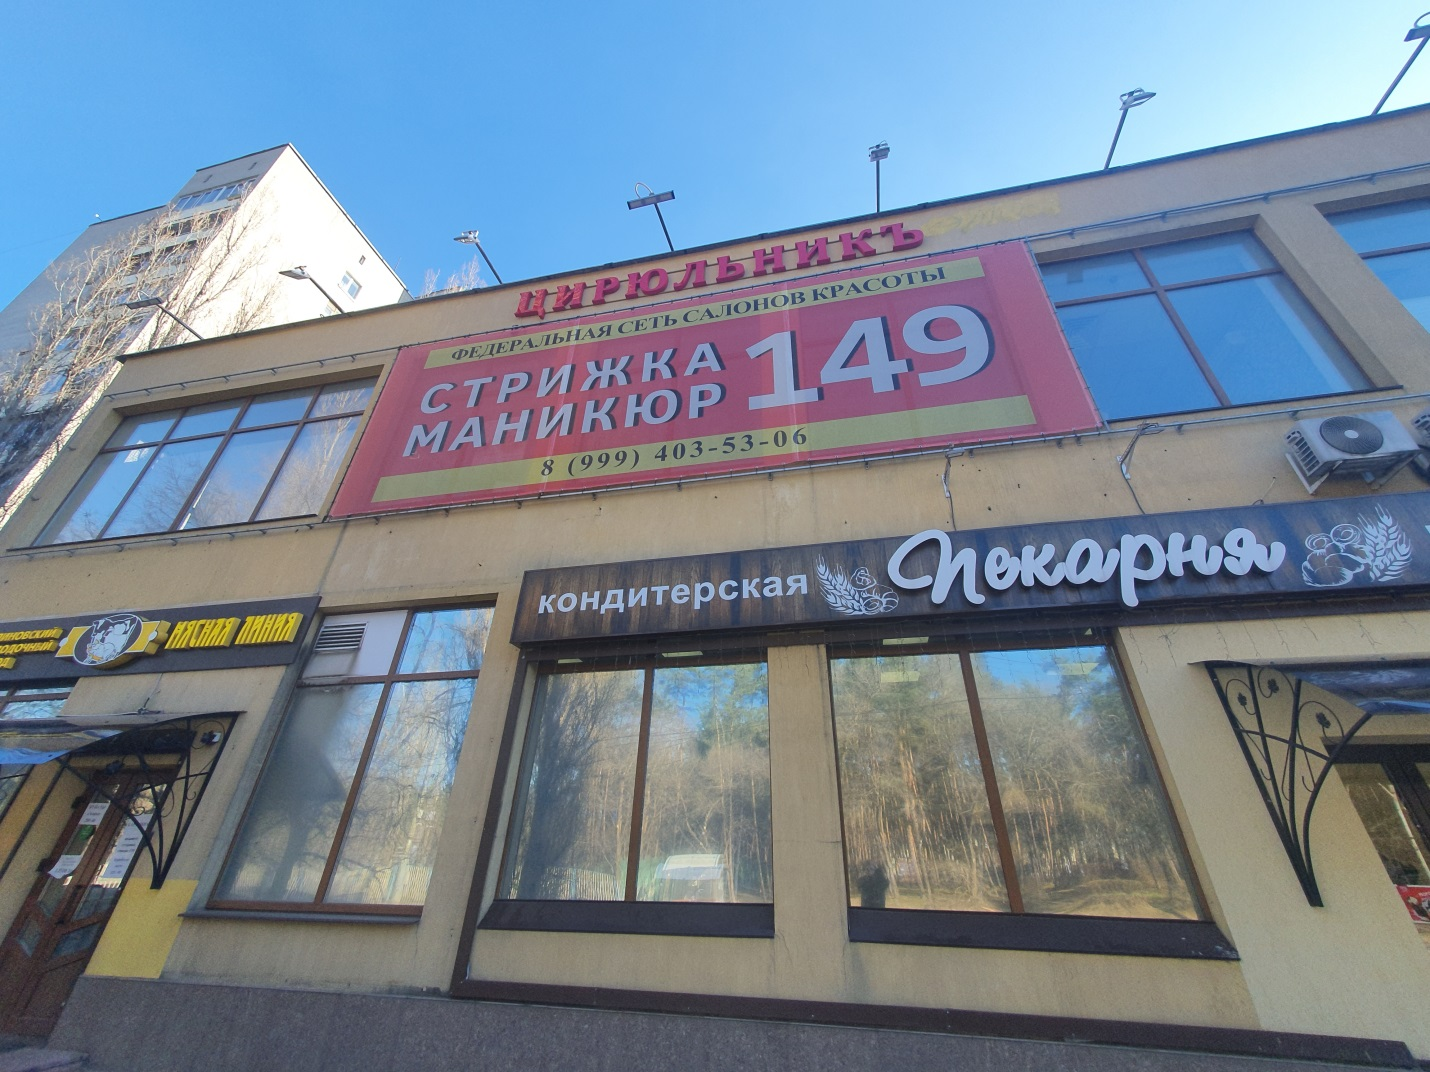 ЦИРЮЛЬНИКЪ
ФЕДЕРАЛЬНАЯ СЕТЬ САЛОНОВ КРАСОТЫ
СТРИЖКА
МАНИКЮР
149
8 (999) 403-53-06
кондитерская
Пекарня
МЯСНАЯ ЛИНИЯ